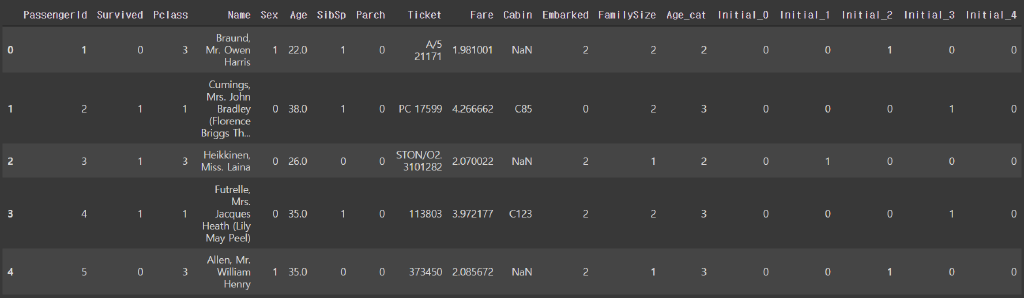 PassengerId Survived Pclass Name Sex Age SibSp Parch Ticket Fare Cabin Embarked FamilySize Age_cat Initial_0 Initial_1 Initial_2 Initial_3 Initial_4
0 1 0 3 Braund, Mr. Owen Harris 1 22.0 1 0 A/5 21171 1.981001 NaN 2 2 2 0 0 1 0 0
1 2 1 1 Cumings, Mrs. John Bradley (Florence Briggs Th... 0 38.0 1 0 PC 17599 4.266662 C85 0 2 3 0 0 0 1 0
2 3 1 3 Heikkinen, Miss. Laina 0 26.0 0 0 STON/O2. 3101282 2.070022 NaN 2 1 2 0 1 0 0 0
3 4 1 1 Futrelle, Mrs. Jacques Heath (Lily May Peel) 0 35.0 1 0 113803 3.972177 C123 2 2 3 0 0 0 1 0
4 5 0 3 Allen, Mr. William Henry 1 35.0 0 0 373450 2.085672 NaN 2 1 3 0 0 1 0 0